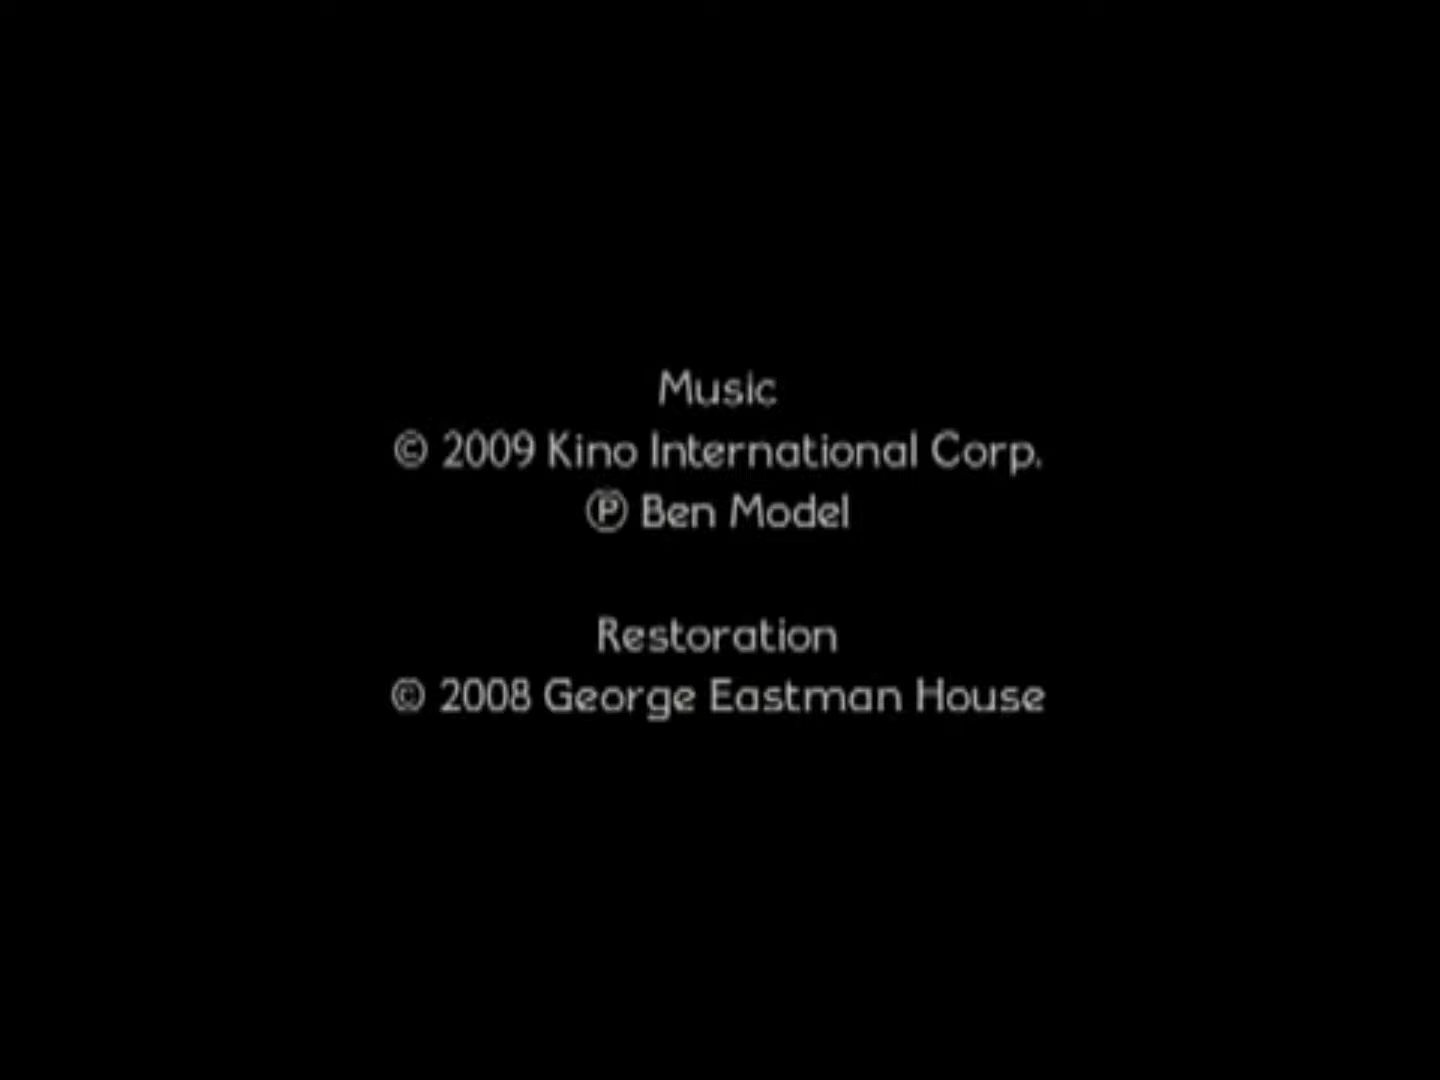 Music
© 2009 Kino International Corp.
℗ Ben Model
Restoration
© 2008 George Eastman House